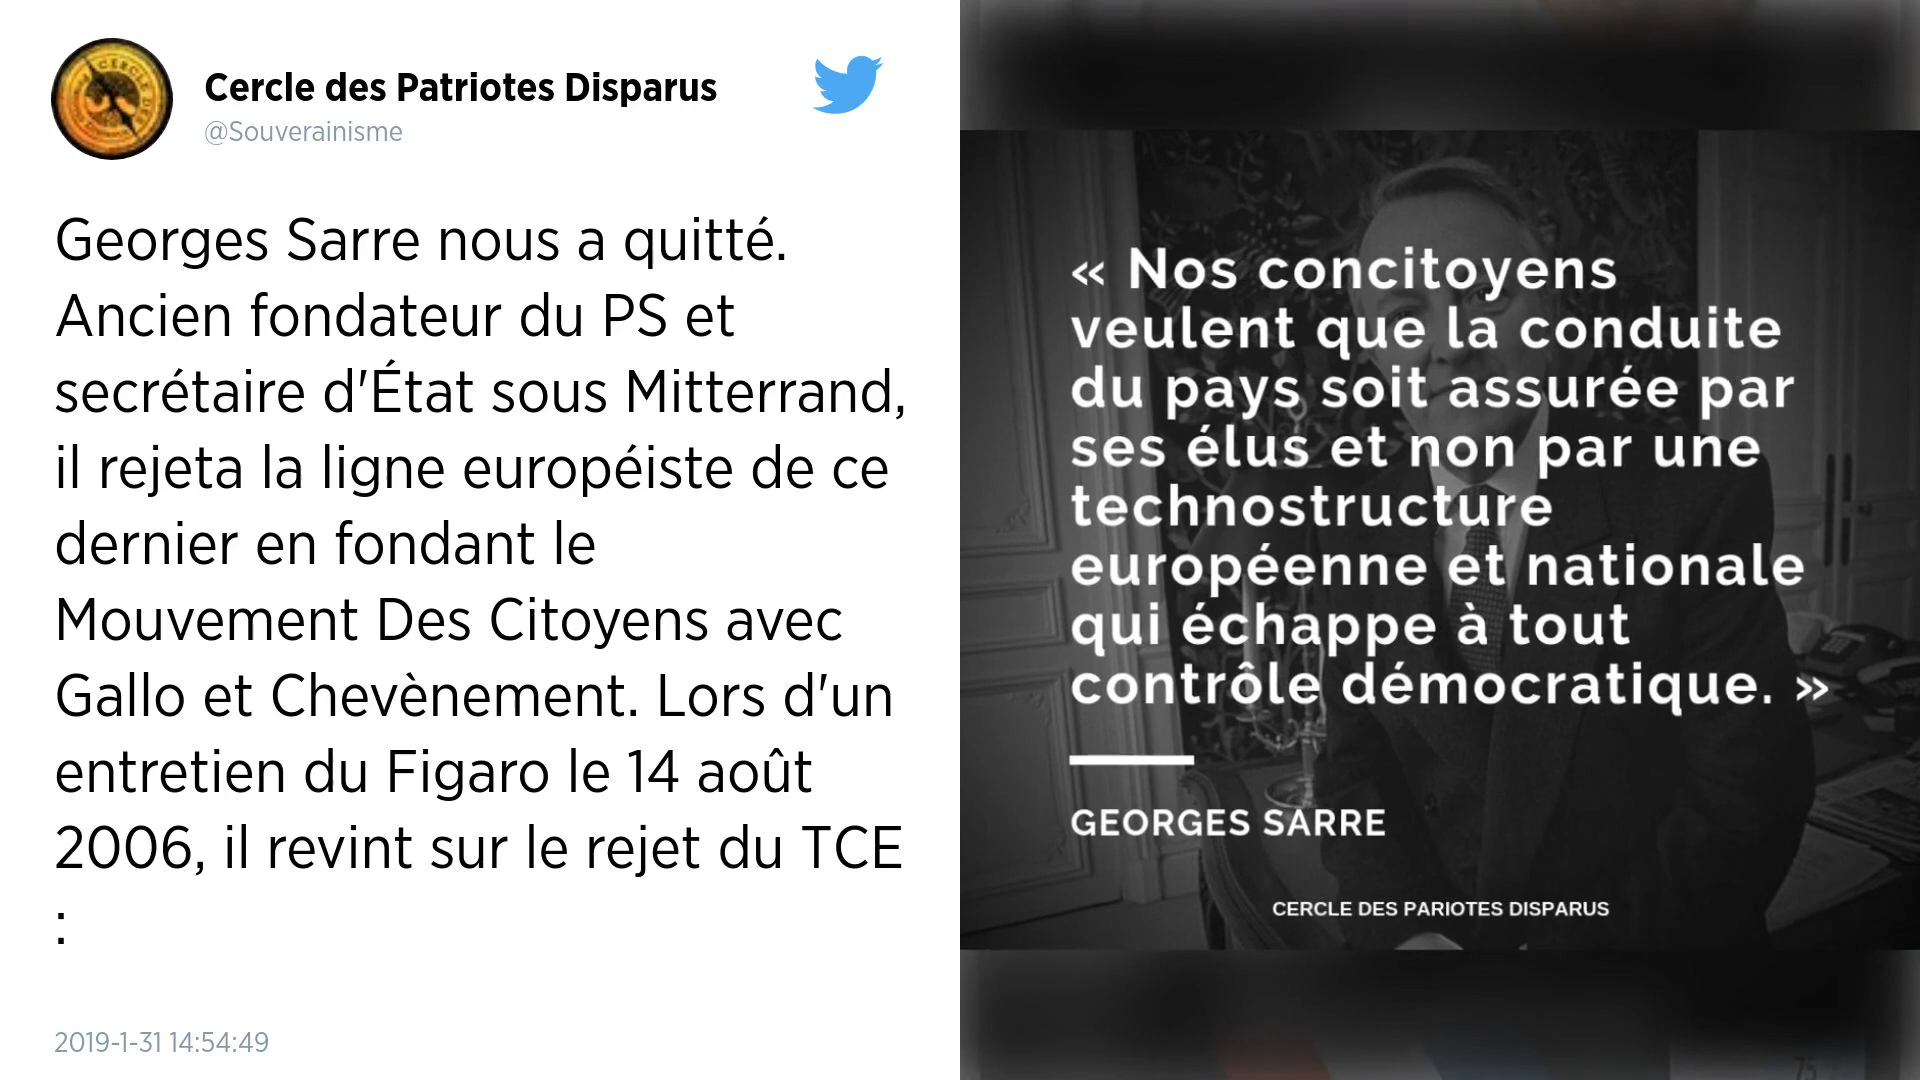 Cercle des Patriotes Disparus
@Souverainisme
Georges Sarre nous a quitté.
Ancien fondateur du PS et
secrétaire d'État sous Mitterrand,
il rejeta la ligne européiste de ce
dernier en fondant le
Mouvement Des Citoyens avec
Gallo et Chevènement. Lors d'un
entretien du Figaro le 14 août
2006, il revint sur le rejet du TCE
:
2019-1-31 14:54:49
« Nos concitoyens
veulent que la conduite
du pays soit assurée par
ses élus et non par une
technostructure
européenne et nationale
qui échappe à tout
contrôle démocratique. »
GEORGES SARRE
CERCLE DES PARIOTES DISPARUS